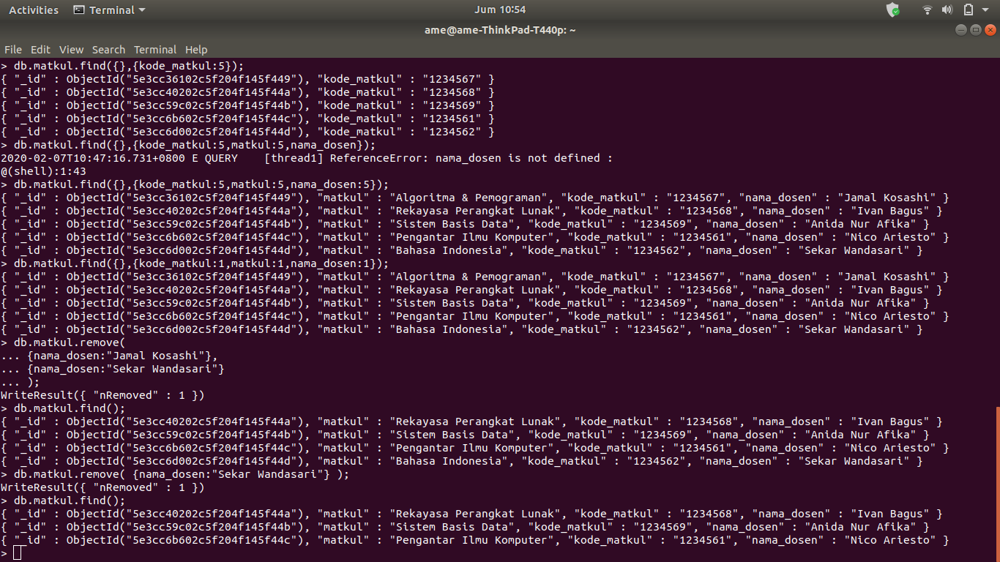 Activities Terminal Jum 10:54
ame@ame-ThinkPad-T440p: ~
File Edit View Search Terminal Help
> db.matkul.find({},{kode_matkul:5});
{ "_id" : ObjectId("5e3cc36102c5f204f145f449"), "kode_matkul" : "1234567" }
{ "_id" : ObjectId("5e3cc40202c5f204f145f44a"), "kode_matkul" : "1234568" }
{ "_id" : ObjectId("5e3cc59c02c5f204f145f44b"), "kode_matkul" : "1234569" }
{ "_id" : ObjectId("5e3cc6b602c5f204f145f44c"), "kode_matkul" : "1234561" }
{ "_id" : ObjectId("5e3cc6d002c5f204f145f44d"), "kode_matkul" : "1234562" }
> db.matkul.find({},{kode_matkul:5,matkul:5,nama_dosen});
2020-02-07T10:47:16.731+0800 E QUERY    [thread1] ReferenceError: nama_dosen is not defined :
@(shell):1:43
> db.matkul.find({},{kode_matkul:5,matkul:5,nama_dosen:5});
{ "_id" : ObjectId("5e3cc36102c5f204f145f449"), "matkul" : "Algoritma & Pemograman", "kode_matkul" : "1234567", "nama_dosen" : "Jamal Kosashi" }
{ "_id" : ObjectId("5e3cc40202c5f204f145f44a"), "matkul" : "Rekayasa Perangkat Lunak", "kode_matkul" : "1234568", "nama_dosen" : "Ivan Bagus" }
{ "_id" : ObjectId("5e3cc59c02c5f204f145f44b"), "matkul" : "Sistem Basis Data", "kode_matkul" : "1234569", "nama_dosen" : "Anida Nur Afika" }
{ "_id" : ObjectId("5e3cc6b602c5f204f145f44c"), "matkul" : "Pengantar Ilmu Komputer", "kode_matkul" : "1234561", "nama_dosen" : "Nico Ariesto" }
{ "_id" : ObjectId("5e3cc6d002c5f204f145f44d"), "matkul" : "Bahasa Indonesia", "kode_matkul" : "1234562", "nama_dosen" : "Sekar Wandasari" }
> db.matkul.find({},{kode_matkul:1,matkul:1,nama_dosen:1});
{ "_id" : ObjectId("5e3cc36102c5f204f145f449"), "matkul" : "Algoritma & Pemograman", "kode_matkul" : "1234567", "nama_dosen" : "Jamal Kosashi" }
{ "_id" : ObjectId("5e3cc40202c5f204f145f44a"), "matkul" : "Rekayasa Perangkat Lunak", "kode_matkul" : "1234568", "nama_dosen" : "Ivan Bagus" }
{ "_id" : ObjectId("5e3cc59c02c5f204f145f44b"), "matkul" : "Sistem Basis Data", "kode_matkul" : "1234569", "nama_dosen" : "Anida Nur Afika" }
{ "_id" : ObjectId("5e3cc6b602c5f204f145f44c"), "matkul" : "Pengantar Ilmu Komputer", "kode_matkul" : "1234561", "nama_dosen" : "Nico Ariesto" }
{ "_id" : ObjectId("5e3cc6d002c5f204f145f44d"), "matkul" : "Bahasa Indonesia", "kode_matkul" : "1234562", "nama_dosen" : "Sekar Wandasari" }
> db.matkul.remove(
... {nama_dosen:"Jamal Kosashi"},
... {nama_dosen:"Sekar Wandasari"}
... );
WriteResult({ "nRemoved" : 1 })
> db.matkul.find();
{ "_id" : ObjectId("5e3cc40202c5f204f145f44a"), "matkul" : "Rekayasa Perangkat Lunak", "kode_matkul" : "1234568", "nama_dosen" : "Ivan Bagus" }
{ "_id" : ObjectId("5e3cc59c02c5f204f145f44b"), "matkul" : "Sistem Basis Data", "kode_matkul" : "1234569", "nama_dosen" : "Anida Nur Afika" }
{ "_id" : ObjectId("5e3cc6b602c5f204f145f44c"), "matkul" : "Pengantar Ilmu Komputer", "kode_matkul" : "1234561", "nama_dosen" : "Nico Ariesto" }
{ "_id" : ObjectId("5e3cc6d002c5f204f145f44d"), "matkul" : "Bahasa Indonesia", "kode_matkul" : "1234562", "nama_dosen" : "Sekar Wandasari" }
> db.matkul.remove( {nama_dosen:"Sekar Wandasari"} );
WriteResult({ "nRemoved" : 1 })
> db.matkul.find();
{ "_id" : ObjectId("5e3cc40202c5f204f145f44a"), "matkul" : "Rekayasa Perangkat Lunak", "kode_matkul" : "1234568", "nama_dosen" : "Ivan Bagus" }
{ "_id" : ObjectId("5e3cc59c02c5f204f145f44b"), "matkul" : "Sistem Basis Data", "kode_matkul" : "1234569", "nama_dosen" : "Anida Nur Afika" }
{ "_id" : ObjectId("5e3cc6b602c5f204f145f44c"), "matkul" : "Pengantar Ilmu Komputer", "kode_matkul" : "1234561", "nama_dosen" : "Nico Ariesto" }
>